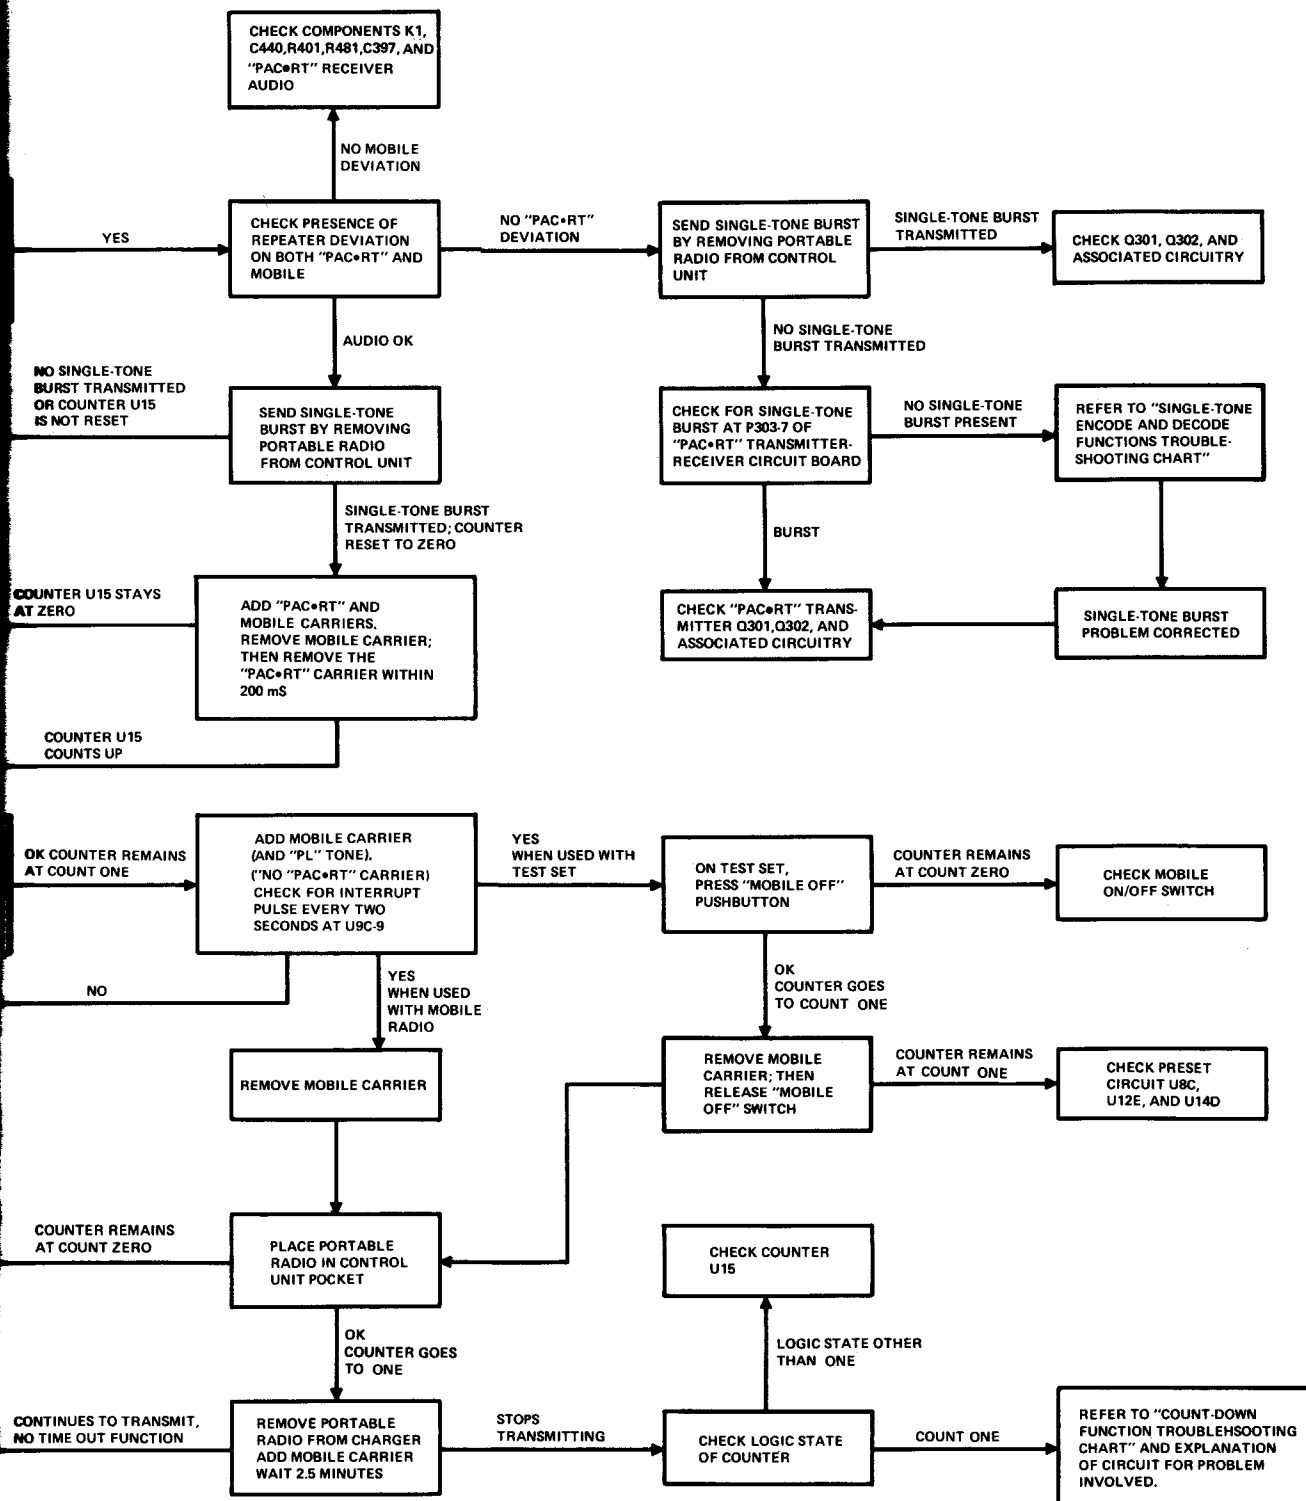 CHECK COMPONENTS K1,
C440,R401,R481,C397, AND
"PAC•RT" RECEIVER
AUDIO
NO MOBILE
DEVIATION
YES
CHECK PRESENCE OF
REPEATER DEVIATION
ON BOTH "PAC•RT" AND
MOBILE
NO "PAC•RT"
DEVIATION
SEND SINGLE-TONE BURST
BY REMOVING PORTABLE
RADIO FROM CONTROL
UNIT
SINGLE-TONE BURST
TRANSMITTED
CHECK Q301, Q302, AND
ASSOCIATED CIRCUITRY
AUDIO OK
NO SINGLE-TONE
BURST TRANSMITTED
NO SINGLE-TONE
BURST TRANSMITTED
OR COUNTER U15
IS NOT RESET
SEND SINGLE-TONE
BURST BY REMOVING
PORTABLE RADIO
FROM CONTROL UNIT
CHECK FOR SINGLE-TONE
BURST AT P303-7 OF
"PAC•RT" TRANSMITTER-
RECEIVER CIRCUIT BOARD
NO SINGLE-TONE
BURST PRESENT
REFER TO "SINGLE-TONE
ENCODE AND DECODE
FUNCTIONS TROUBLE-
SHOOTING CHART"
SINGLE-TONE BURST
TRANSMITTED; COUNTER
RESET TO ZERO
BURST
COUNTER U15 STAYS
AT ZERO
ADD "PAC•RT" AND
MOBILE CARRIERS.
REMOVE MOBILE CARRIER;
THEN REMOVE THE
"PAC•RT" CARRIER WITHIN
200 mS
CHECK "PAC•RT" TRANS-
MITTER Q301,Q302, AND
ASSOCIATED CIRCUITRY
SINGLE-TONE BURST
PROBLEM CORRECTED
COUNTER U15
COUNTS UP
OK COUNTER REMAINS
AT COUNT ONE
ADD MOBILE CARRIER
(AND "PL" TONE).
("NO "PAC•RT" CARRIER)
CHECK FOR INTERRUPT
PULSE EVERY TWO
SECONDS AT U9C-9
YES
WHEN USED WITH
TEST SET
ON TEST SET,
PRESS "MOBILE OFF"
PUSHBUTTON
COUNTER REMAINS
AT COUNT ZERO
CHECK MOBILE
ON/OFF SWITCH
NO
YES
WHEN USED
WITH MOBILE
RADIO
OK
COUNTER GOES
TO COUNT ONE
REMOVE MOBILE CARRIER
REMOVE MOBILE
CARRIER; THEN
RELEASE "MOBILE
OFF" SWITCH
COUNTER REMAINS
AT COUNT ONE
CHECK PRESET
CIRCUIT U8C,
U12E, AND U14D
COUNTER REMAINS
AT COUNT ZERO
PLACE PORTABLE
RADIO IN CONTROL
UNIT POCKET
CHECK COUNTER
U15
OK
COUNTER GOES
TO ONE
LOGIC STATE OTHER
THAN ONE
CONTINUES TO TRANSMIT,
NO TIME OUT FUNCTION
REMOVE PORTABLE
RADIO FROM CHARGER
ADD MOBILE CARRIER
WAIT 2.5 MINUTES
STOPS
TRANSMITTING
CHECK LOGIC STATE
OF COUNTER
COUNT ONE
REFER TO "COUNT-DOWN
FUNCTION TROUBLEHSOOTING
CHART" AND EXPLANATION
OF CIRCUIT FOR PROBLEM
INVOLVED.